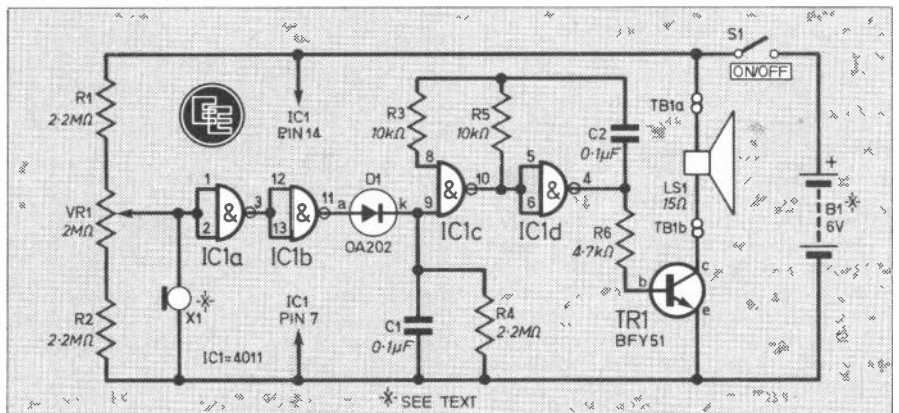 S1
ON/OFF
R1
2·2MΩ
IC1
PIN 14
R3
10kΩ
R5
10kΩ
C2
0·1µF
TB1a
LS1
15Ω
TB1b
+
B1
6V
VR1
2MΩ
1
2
&
3
IC1a
12
13
&
11
IC1b
a
D1
k
OA202
8
9
&
10
IC1c
5
6
&
4
IC1d
R6
4·7kΩ
b
c
e
TR1
BFY51
R2
2·2MΩ
X1
IC1
PIN 7
IC1=4011
C1
0·1µF
R4
2·2MΩ
SEE TEXT